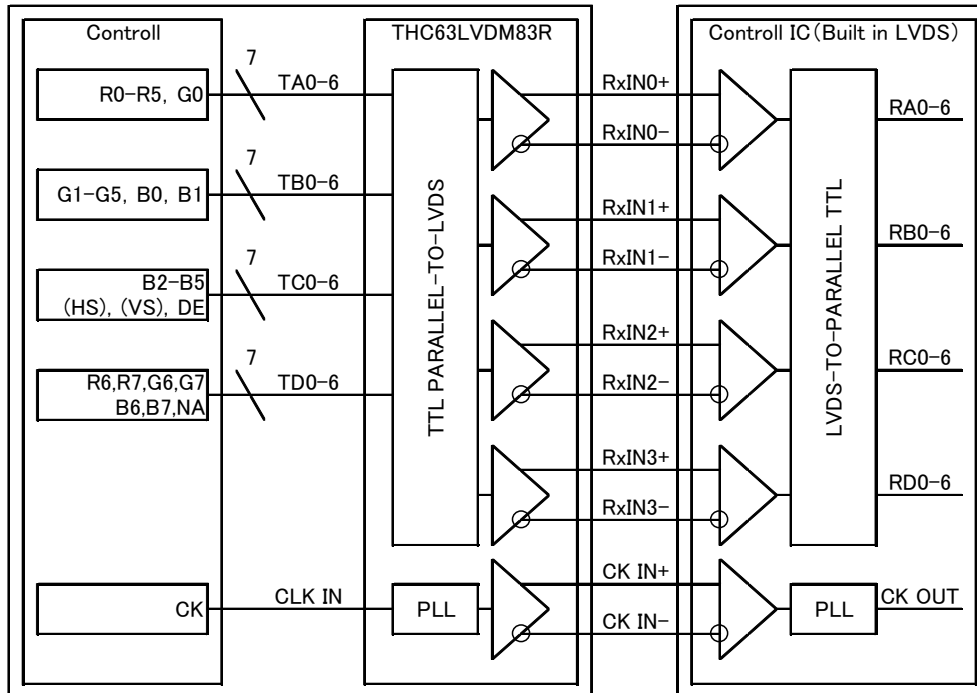 Controll
THC63LVDM83R
Controll IC(Built in LVDS)
R0-R5, G0
7
TA0-6
G1-G5, B0, B1
7
TB0-6
B2-B5
(HS), (VS), DE
7
TC0-6
R6,R7,G6,G7
B6,B7,NA
7
TD0-6
CK
CLK IN
TTL PARALLEL-TO-LVDS
PLL
RxIN0+
RxIN0-
RxIN1+
RxIN1-
RxIN2+
RxIN2-
RxIN3+
RxIN3-
CK IN+
CK IN-
LVDS-TO-PARALLEL TTL
PLL
RA0-6
RB0-6
RC0-6
RD0-6
CK OUT